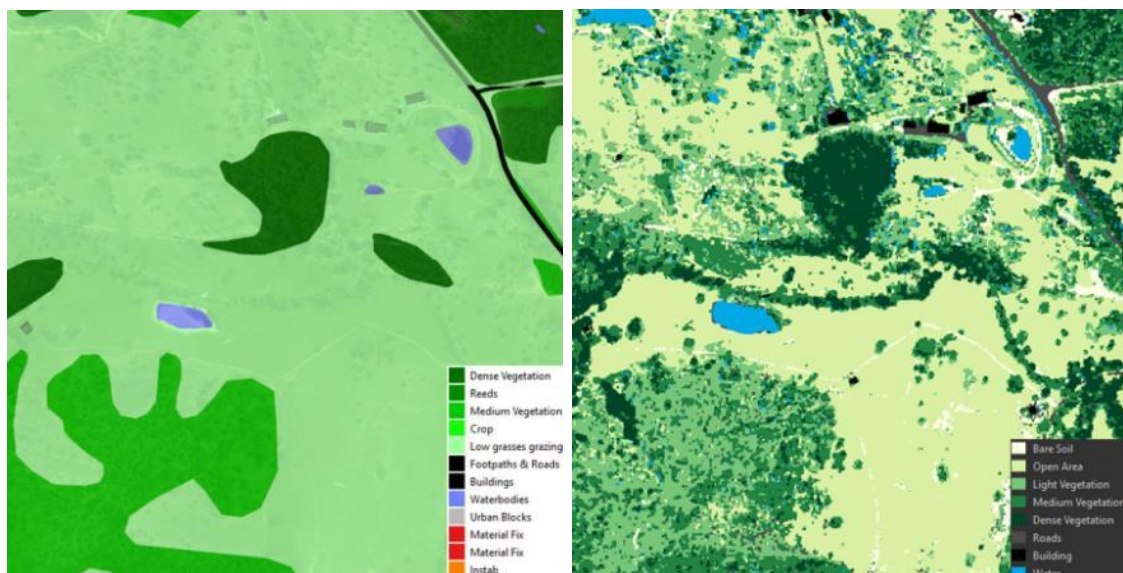 Dense Vegetation
Reeds
Medium Vegetation
Crop
Low grasses grazing
Footpaths & Roads
Buildings
Waterbodies
Urban Blocks
Material Fix
Material Fix
Instab
Bare Soil
Open Area
Light Vegetation
Medium Vegetation
Dense Vegetation
Roads
Building
Water